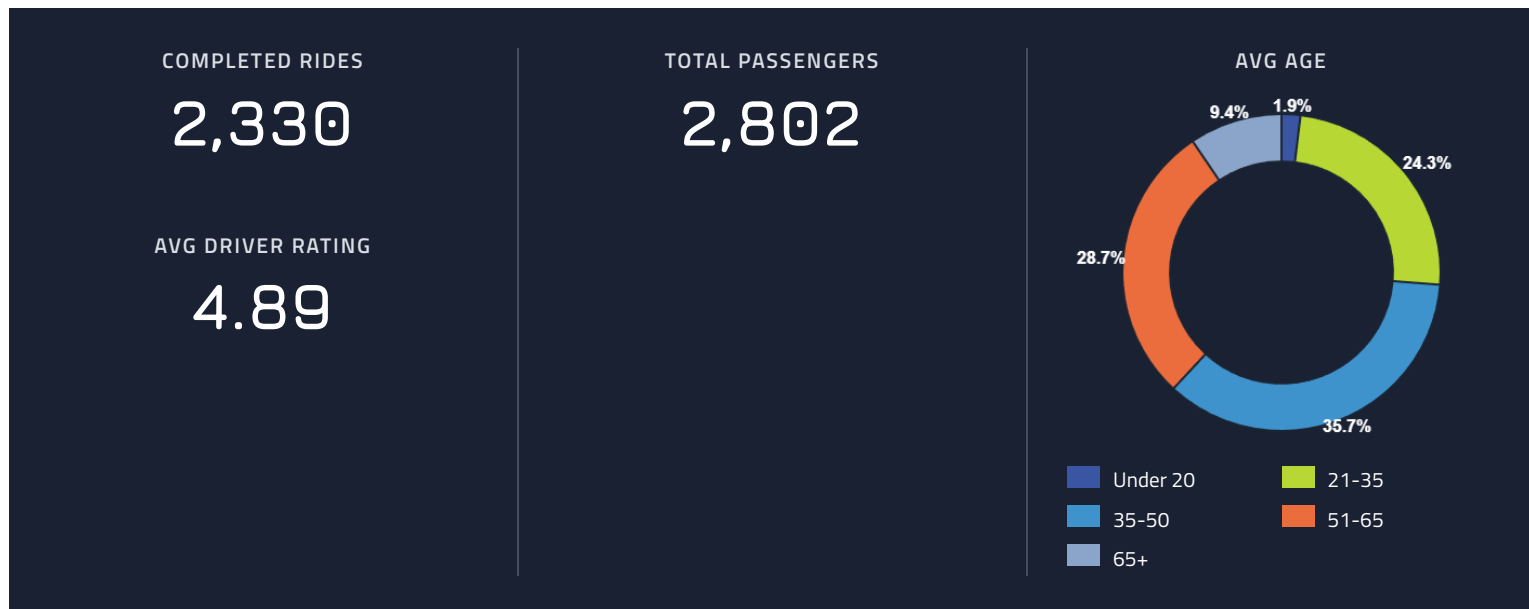 COMPLETED RIDES
2,330
AVG DRIVER RATING
4.89
TOTAL PASSENGERS
2,802
AVG AGE
9.4%
1.9%
24.3%
28.7%
35.7%
Under 20
21-35
35-50
51-65
65+